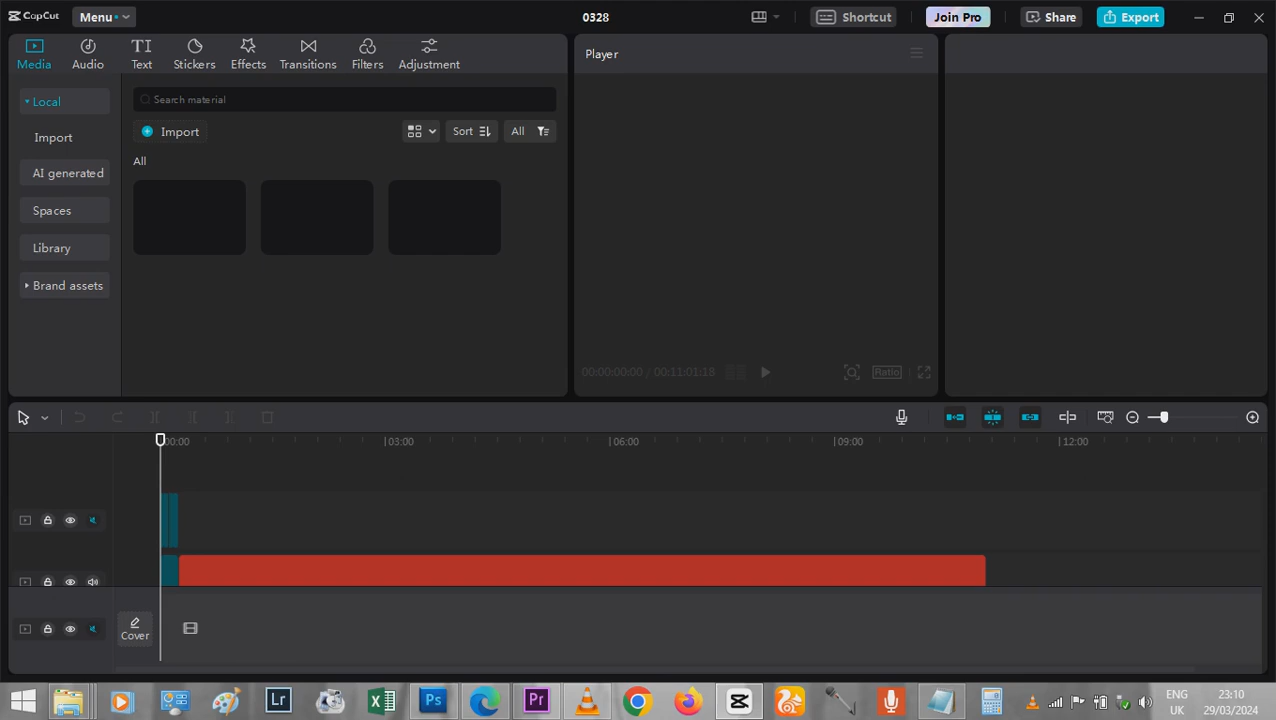 CapCut
Menu
0328
Shortcut
Join Pro
Share
Export
Media
Audio
Text
Stickers
Effects
Transitions
Filters
Adjustment
Player
Local
Search material
Import
Import
Sort
All
AI generated
All
Spaces
Library
Brand assets
00:00:00:00 / 00:11:01:18
Ratio
00:00
03:00
06:00
09:00
12:00
Cover
Lr
Ps
Pr
ENG
23:10
UK
29/03/2024